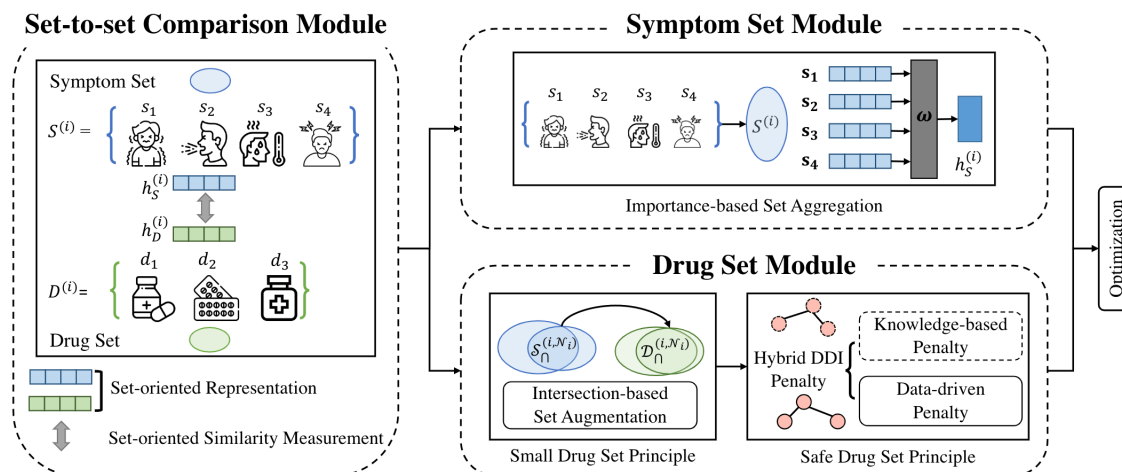 Set-to-set Comparison Module
Symptom Set
s₁ s₂ s₃ s₄
S⁽ⁱ⁾ =
h_S⁽ⁱ⁾
h_D⁽ⁱ⁾
d₁ d₂ d₃
D⁽ⁱ⁾=
Drug Set
Set-oriented Representation
Set-oriented Similarity Measurement
Symptom Set Module
s₁ s₂ s₃ s₄
S⁽ⁱ⁾
s₁
s₂
s₃
s₄
ω
h_S⁽ⁱ⁾
Importance-based Set Aggregation
Drug Set Module
𝒮_∩^(i,𝒩ᵢ) 𝒟_∩^(i,𝒩ᵢ)
Intersection-based
Set Augmentation
Small Drug Set Principle
Hybrid DDI
Penalty
Knowledge-based
Penalty
Data-driven
Penalty
Safe Drug Set Principle
Optimization